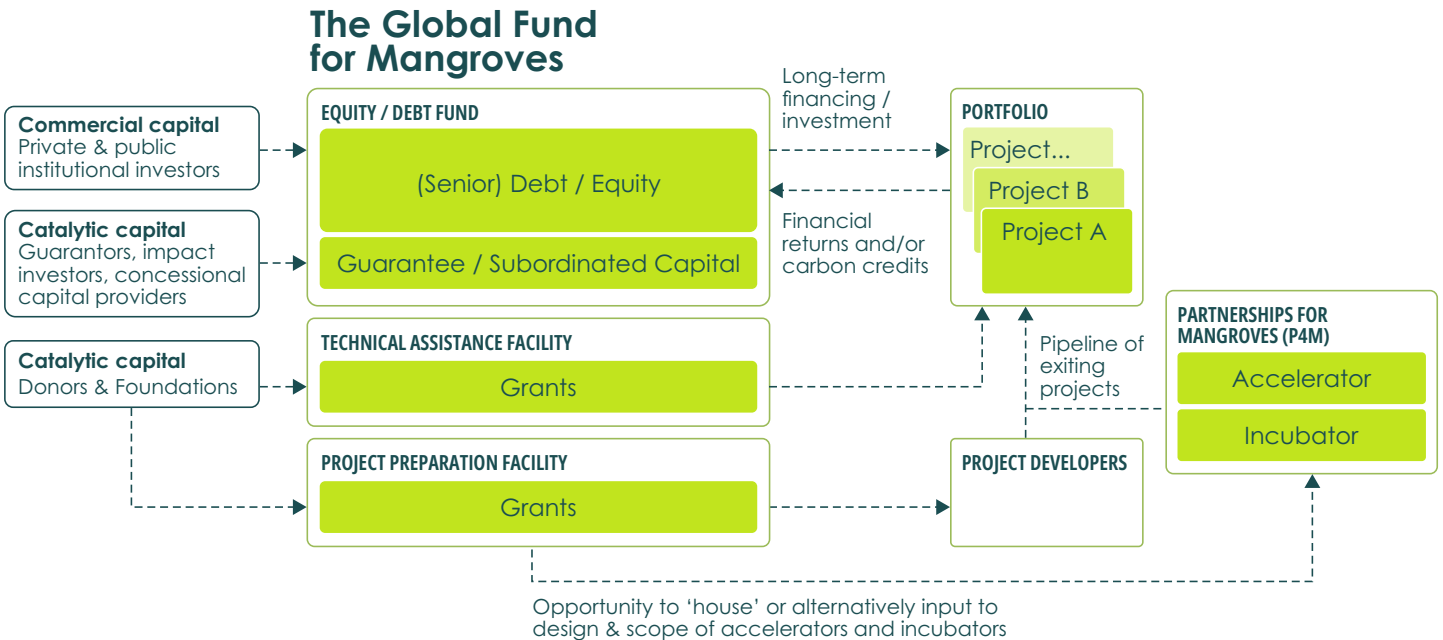 The Global Fund
for Mangroves
Commercial capital
Private & public
institutional investors
Catalytic capital
Guarantors, impact
investors, concessional
capital providers
Catalytic capital
Donors & Foundations
EQUITY / DEBT FUND
(Senior) Debt / Equity
Guarantee / Subordinated Capital
TECHNICAL ASSISTANCE FACILITY
Grants
PROJECT PREPARATION FACILITY
Grants
Long-term
financing /
investment
Financial
returns and/or
carbon credits
PORTFOLIO
Project...
Project B
Project A
Pipeline of
exiting
projects
PROJECT DEVELOPERS
PARTNERSHIPS FOR
MANGROVES (P4M)
Accelerator
Incubator
Opportunity to ‘house’ or alternatively input to
design & scope of accelerators and incubators